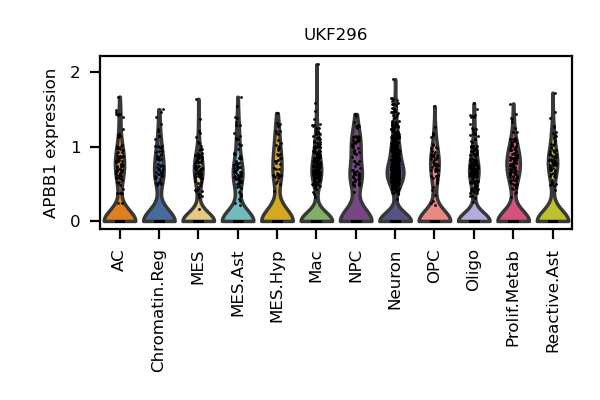 UKF296
APBB1 expression
2
1
0
AC
Chromatin.Reg
MES
MES.Ast
MES.Hyp
Mac
NPC
Neuron
OPC
Oligo
Prolif.Metab
Reactive.Ast